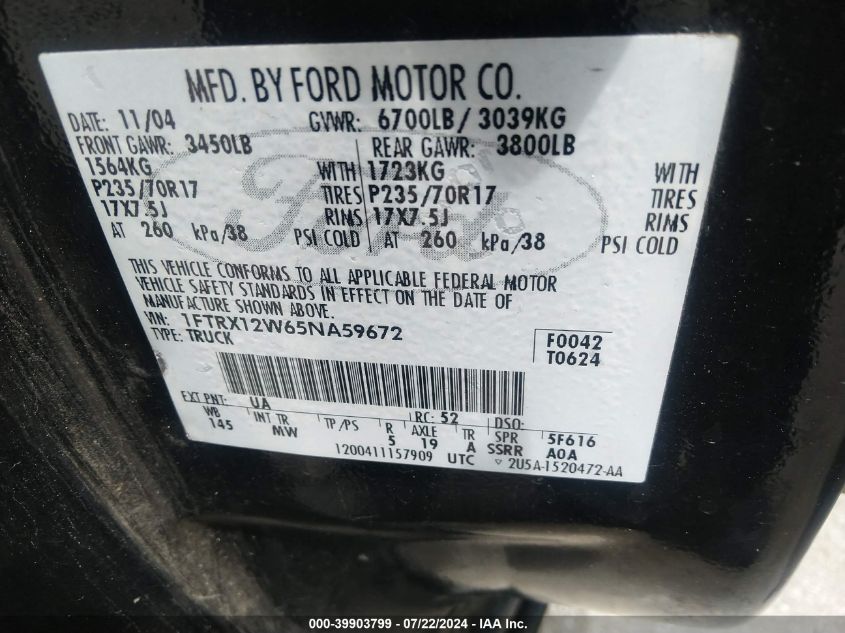 MFD. BY FORD MOTOR CO.
DATE: 11/04 GVWR: 6700LB/ 3039KG
FRONT GAWR: 3450LB REAR GAWR: 3800LB
1564KG WITH 1723KG WITH
P235/70R17 TIRES P235/70R17 TIRES
17X7.5J RIMS 17X7.5J RIMS
AT 260 kPa/38 PSI COLD AT 260 kPa/38 PSI COLD
THIS VEHICLE CONFORMS TO ALL APPLICABLE FEDERAL MOTOR
VEHICLE SAFETY STANDARDS IN EFFECT ON THE DATE OF
MANUFACTURE SHOWN ABOVE.
VIN: 1FTRX12W65NA59672
TYPE: TRUCK
F0042
T0624
EXT PNT: UA RC: 52 DSO:
WB INT TR TP/PS R AXLE TR SPR 5F616
145 MW 5 19 A SSRR A0A
1200411157909 UTC ▽ 2U5A-1520472-AA
Ford
000-39903799 - 07/22/2024 - IAA Inc.